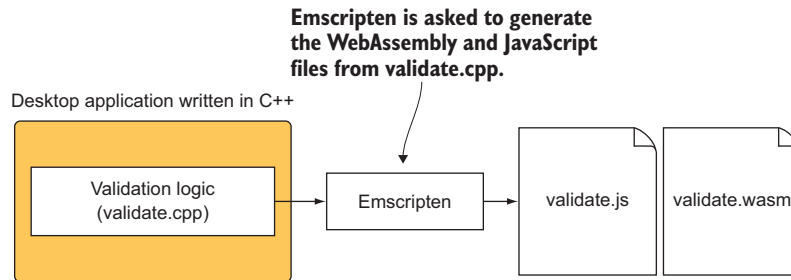 Emscripten is asked to generate
the WebAssembly and JavaScript
files from validate.cpp.
Desktop application written in C++
Validation logic
(validate.cpp)
Emscripten
validate.js
validate.wasm